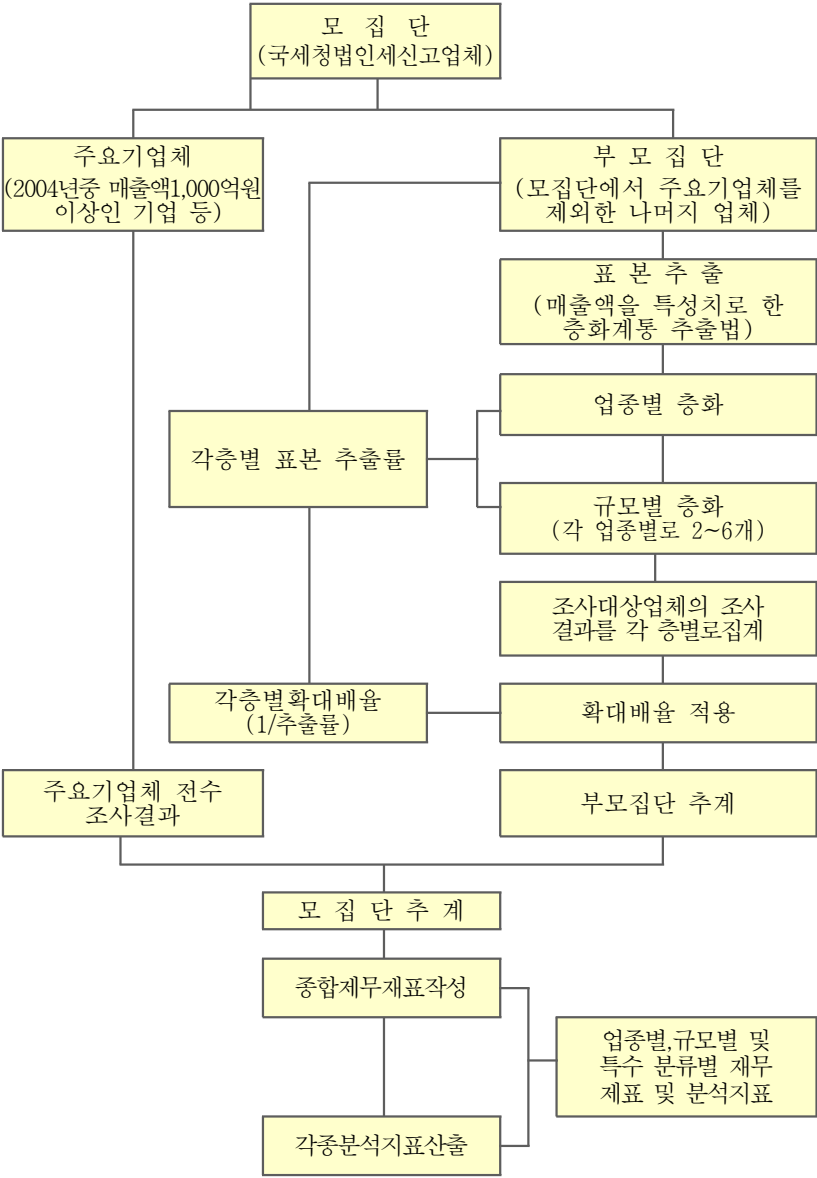 모 집 단
(국세청법인세신고업체)
주요기업체
(2004년중 매출액1,000억원
이상인 기업 등)
부 모 집 단
(모집단에서 주요기업체를
제외한 나머지 업체)
표 본 추 출
(매출액을 특성치로 한
층화계통 추출법)
업종별 층화
각층별 표본 추출률
규모별 층화
(각 업종별로 2~6개)
조사대상업체의 조사
결과를 각 층별로집계
각층별확대배율
(1/추출률)
확대배율 적용
주요기업체 전수
조사결과
부모집단 추계
모 집 단 추 계
종합제무재표작성
업종별,규모별 및
특수 분류별 재무
제표 및 분석지표
각종분석지표산출